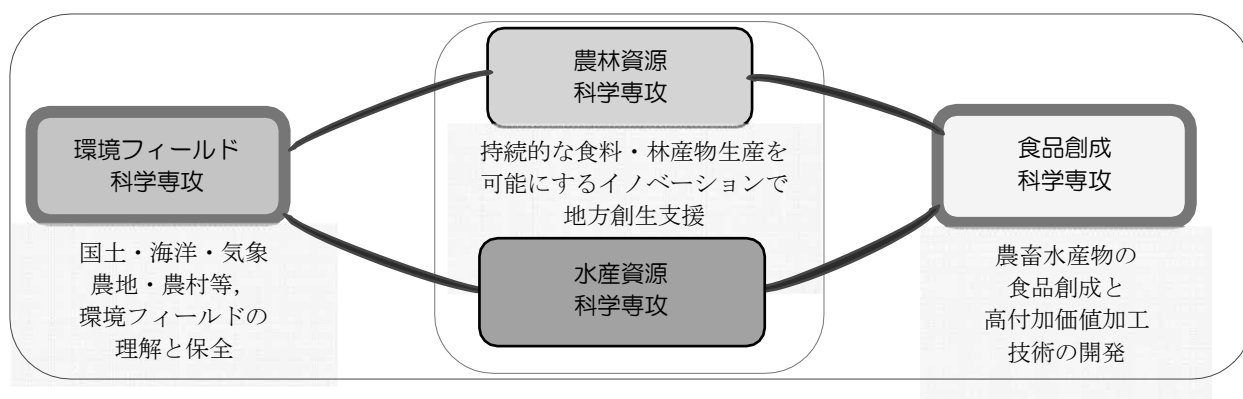 環境フィールド
科学専攻
国土・海洋・気象
農地・農村等,
環境フィールドの
理解と保全
農林資源
科学専攻
持続的な食料・林産物生産を
可能にするイノベーションで
地方創生支援
水産資源
科学専攻
食品創成
科学専攻
農畜水産物の
食品創成と
高付加価値加工
技術の開発